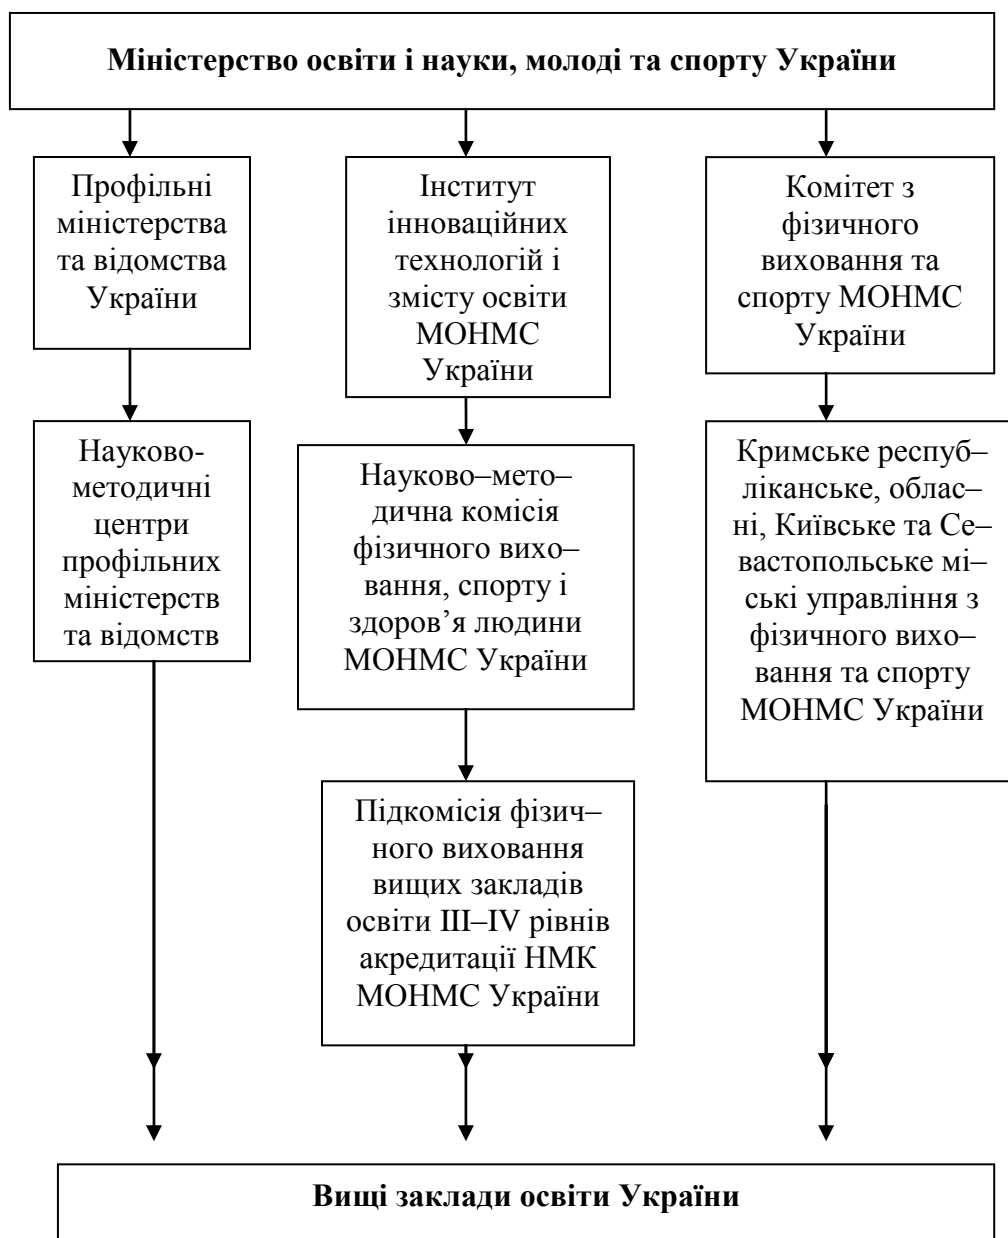 Міністерство освіти і науки, молоді та спорту України
Профільні
міністерства
та відомства
України
Інститут
інноваційних
технологій і
змісту освіти
МОНМС
України
Комітет з
фізичного
виховання та
спорту МОНМС
України
Науково-
методичні
центри
профільних
міністерств
та відомств
Науково–мето–
дична комісія
фізичного вихо–
вання, спорту і
здоров’я людини
МОНМС України
Кримське респуб–
ліканське, облас–
ні, Київське та Се–
вастопольське мі–
ські управління з
фізичного вихо–
вання та спорту
МОНМС України
Підкомісія фізич–
ного виховання
вищих закладів
освіти III–IV рівнів
акредитації НМК
МОНМС України
Вищі заклади освіти України